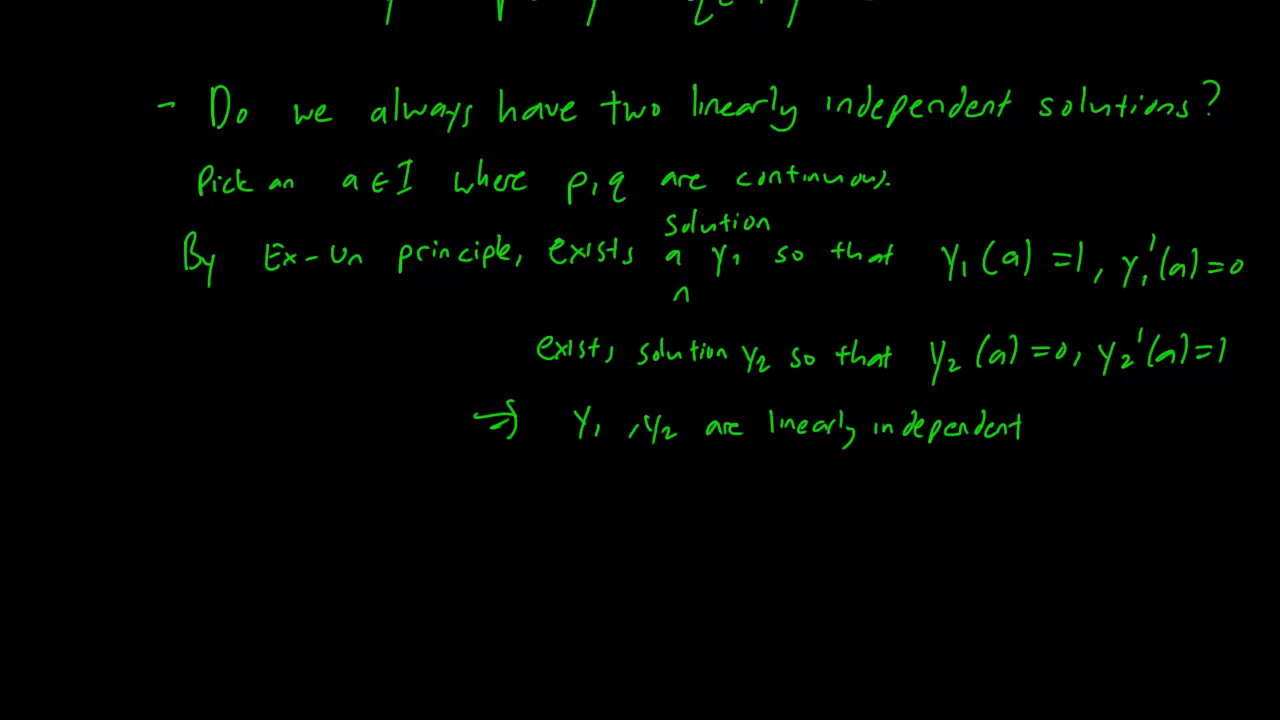 - Do we always have two linearly independent solutions?
Pick an a ∈ I where p, q are continuous.
solution
By Ex-Un principle, exists a y₁ so that y₁(a) = 1, y₁'(a) = 0
∧
exists solution y₂ so that y₂(a) = 0, y₂'(a) = 1
⇒ y₁, y₂ are linearly independent